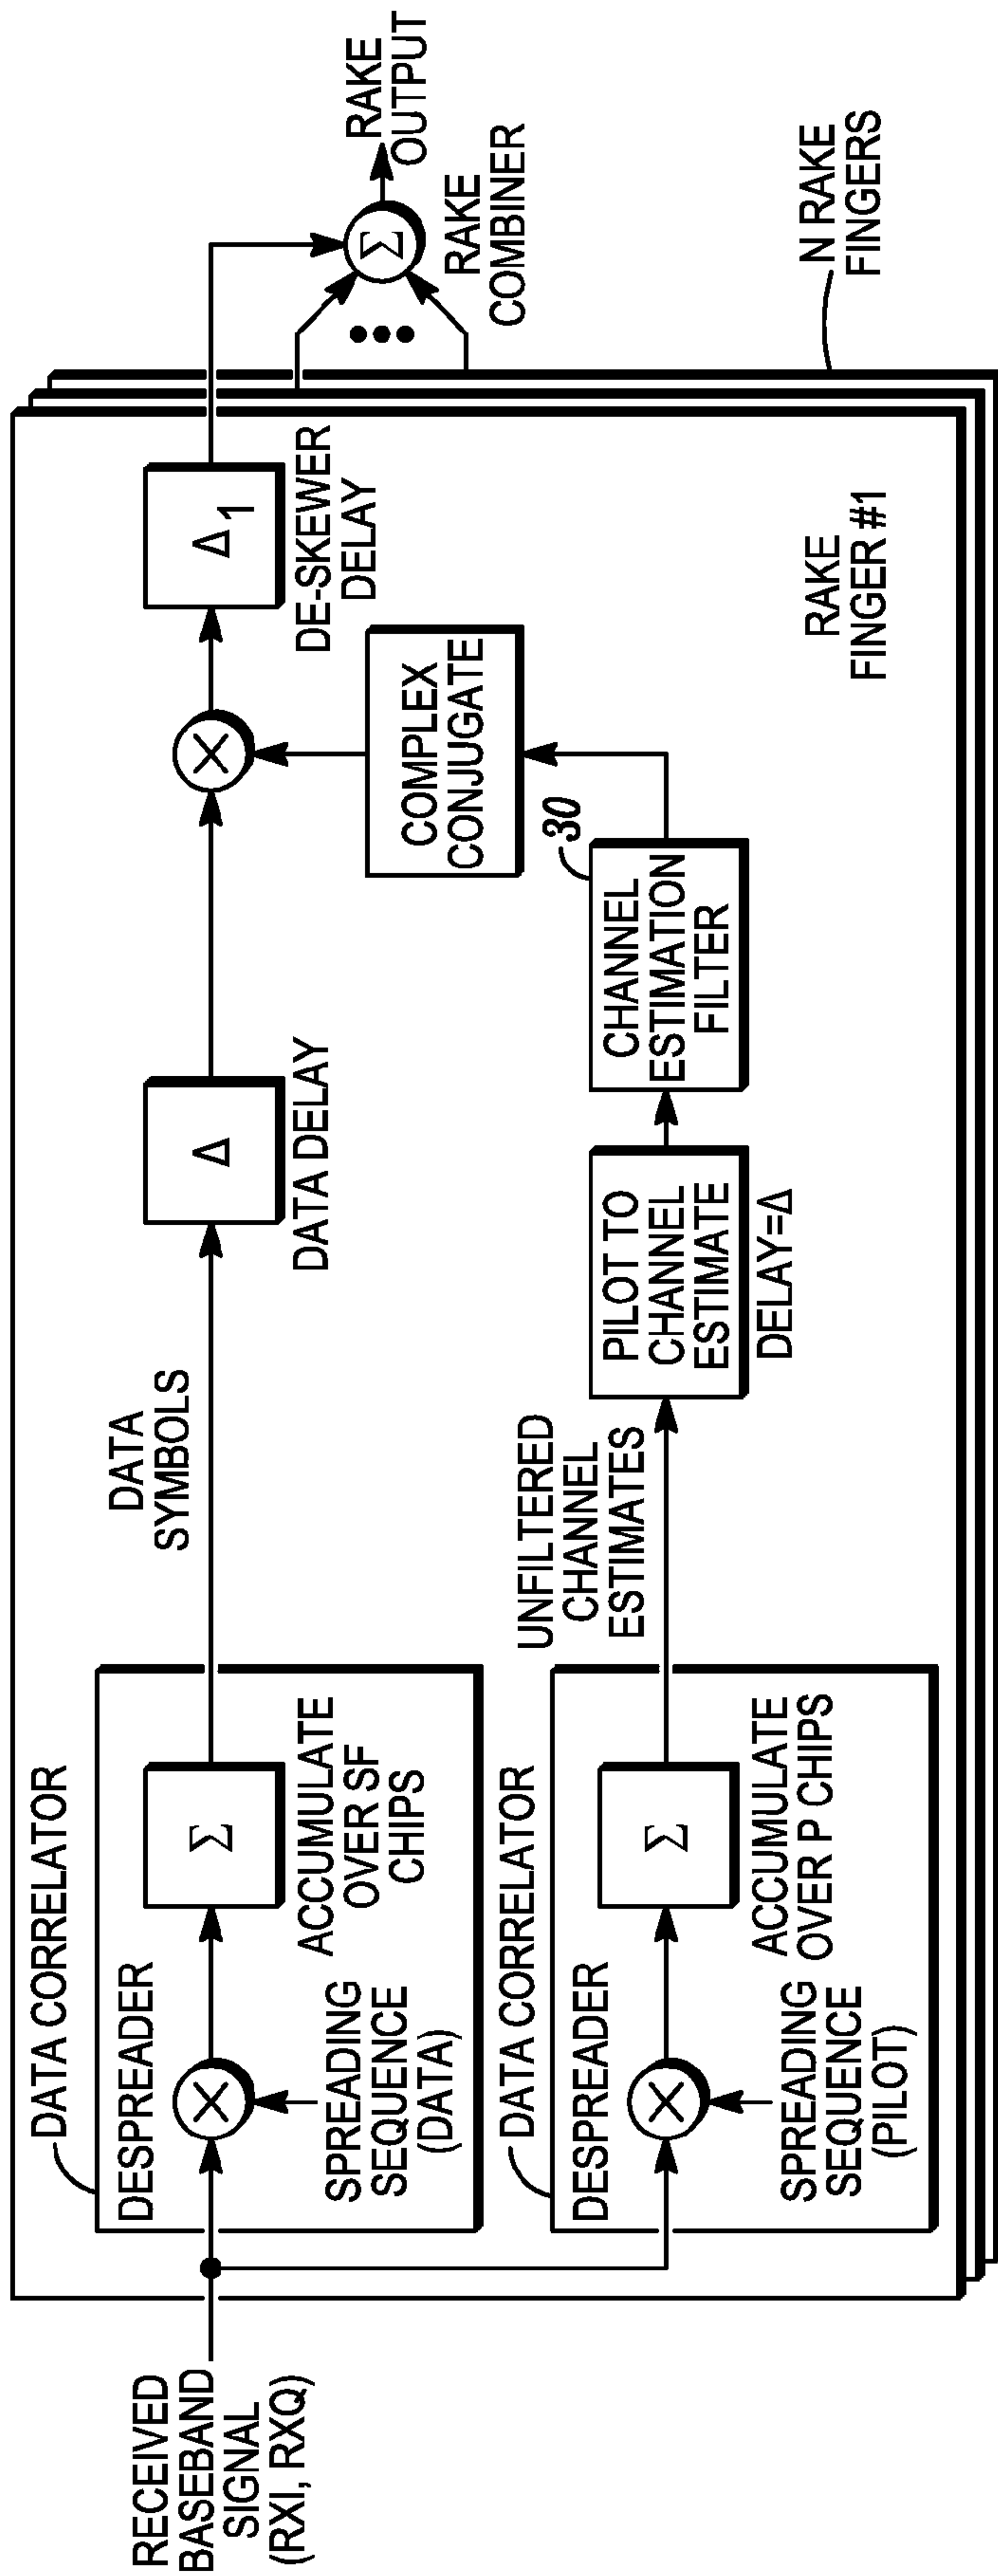 RECEIVED
BASEBAND
SIGNAL
(RXI, RXQ)
DATA CORRELATOR
DESPREADER
SPREADING
SEQUENCE
(DATA)
Σ
ACCUMULATE
OVER SF
CHIPS
DATA
SYMBOLS
Δ
DATA DELAY
Δ1
DE-SKEWER
DELAY
COMPLEX
CONJUGATE
Σ
RAKE
OUTPUT
RAKE
COMBINER
DATA CORRELATOR
DESPREADER
SPREADING
SEQUENCE
(PILOT)
Σ
ACCUMULATE
OVER P CHIPS
UNFILTERED
CHANNEL
ESTIMATES
PILOT TO
CHANNEL
ESTIMATE
DELAY=Δ
30
CHANNEL
ESTIMATION
FILTER
RAKE
FINGER #1
N RAKE
FINGERS